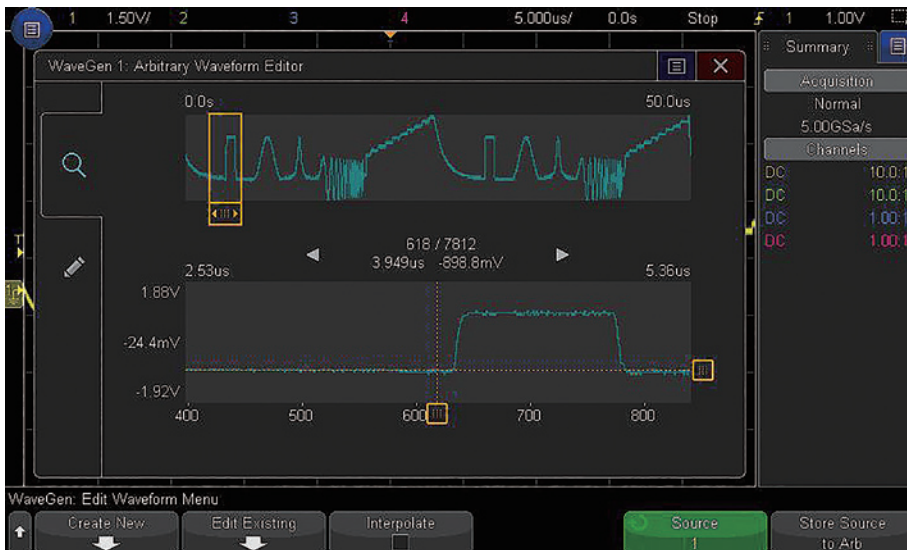 1 1.50V/ 2 3 4 5.000us/ 0.0s Stop 1 1.00V
Summary
WaveGen 1: Arbitrary Waveform Editor
Acquisition
Normal
5.00GSa/s
Channels
DC 10.0:1
DC 10.0:1
DC 1.00:1
DC 1.00:1
0.0s 50.0us
618 / 7812
3.949us -898.8mV
2.53us 5.36us
1.88V
-24.4mV
-1.92V
400 500 600 700 800
WaveGen: Edit Waveform Menu
Create New
Edit Existing
Interpolate
Source
1
Store Source
to Arb